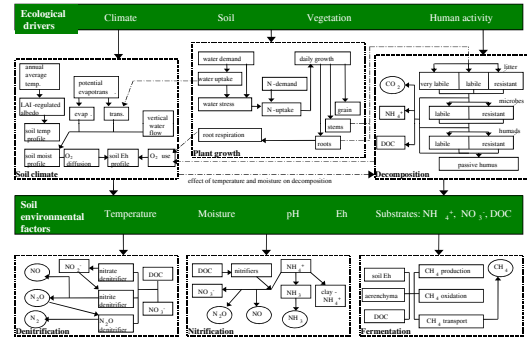 Ecological
drivers
Climate
Soil
Vegetation
Human activity
annual
average
temp.
potential
evapotrans .
LAI -regulated
albedo
evap .
trans.
vertical
water
flow
soil temp
profile
soil moist
profile
O2
diffusion
soil Eh
profile
O2 use
Soil climate
water demand
water uptake
water stress
daily growth
N -demand
N -uptake
grain
stems
roots
root respiration
Plant growth
litter
CO2
very labile
labile
resistant
microbes
NH4+
labile
resistant
humads
DOC
labile
resistant
passive humus
Decomposition
effect of temperature and moisture on decomposition
Soil
environmental
factors
Temperature
Moisture
pH
Eh
Substrates: NH4+, NO3-, DOC
NO
NO2-
nitrate
denitrifier
DOC
N2O
nitrite
denitrifier
NO3-
N2
N2O
denitrifier
Denitrification
DOC
nitrifiers
NH4+
NO3-
NH3
clay -
NH4+
N2O
NO
NH3
Nitrification
soil Eh
CH4 production
CH4
aerenchyma
CH4 oxidation
DOC
CH4 transport
Fermentation